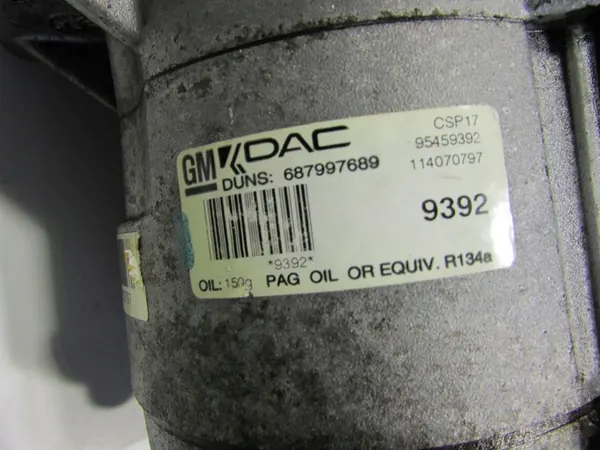 GM DAC
CSP17
95459392
DUNS: 687997689
114070797
9392
*9392*
OIL: 150g PAG OIL OR EQUIV. R134a